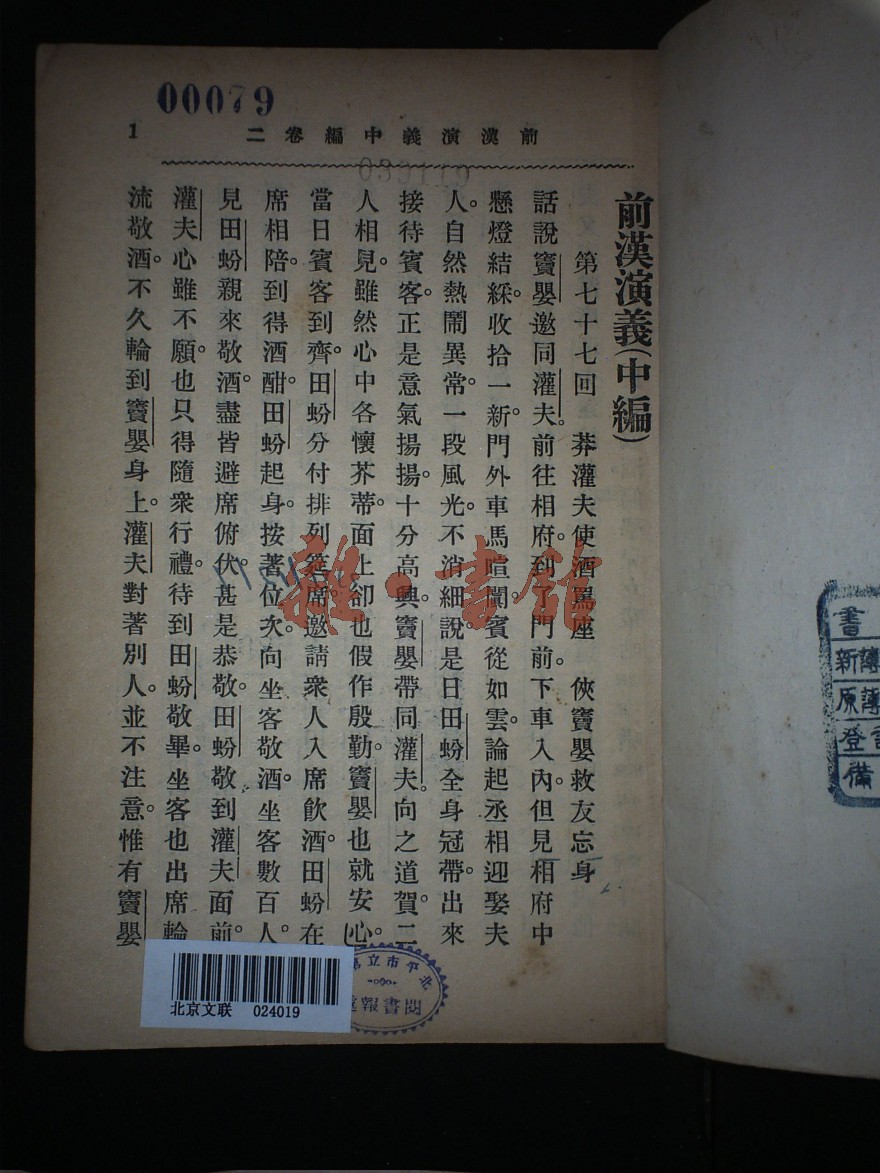 00079
前漢演義中編卷二
1
前漢演義(中編)
第七十七回 莽灌夫使酒罵座 俠竇嬰救友忘身
話說竇嬰邀同灌夫。前往相府。到了門前。下車入內。但見相府中
懸燈結綵。收拾一新。門外車馬喧闐。賓從如雲。論起丞相迎娶夫
人。自然熱鬧異常。一段風光。不消細說。是日田蚡全身冠帶。出來
接待賓客。正是意氣揚揚。十分高興。竇嬰帶同灌夫。向之道賀。二
人相見。雖然心中各懷芥蒂。面上卻也假作殷勤。竇嬰也就安心。
當日賓客到齊。田蚡分付排列筵席。邀請衆人入席飲酒。田蚡在
席相陪。到得酒酣。田蚡起身。按著位次。向坐客敬酒。坐客數百人。
見田蚡親來敬酒。盡皆避席俯伏。甚是恭敬。田蚡敬到灌夫面前。
灌夫心雖不願。也只得隨衆行禮。待到田蚡敬畢。坐客也出席輪
流敬酒。不久輪到竇嬰身上。灌夫對著別人。並不注意。惟有竇嬰
雜·書館
北京文联 024019
北平市立第
閱書報
書
新簿
原簿
登
備